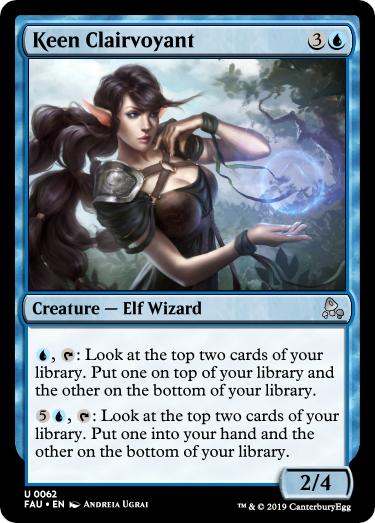 Keen Clairvoyant 3
Creature — Elf Wizard
, : Look at the top two cards of your
library. Put one on top of your library and
the other on the bottom of your library.
5 , : Look at the top two cards of your
library. Put one into your hand and the
other on the bottom of your library.
2/4
U 0062
FAU • EN Andreia Ugrai
™ & © 2019 CanterburyEgg